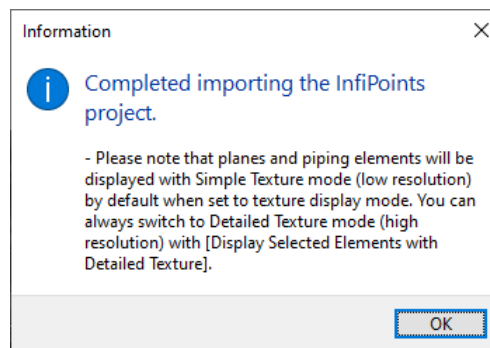 Information
Completed importing the InfiPoints
project.
- Please note that planes and piping elements will be
displayed with Simple Texture mode (low resolution)
by default when set to texture display mode. You can
always switch to Detailed Texture mode (high
resolution) with [Display Selected Elements with
Detailed Texture].
OK